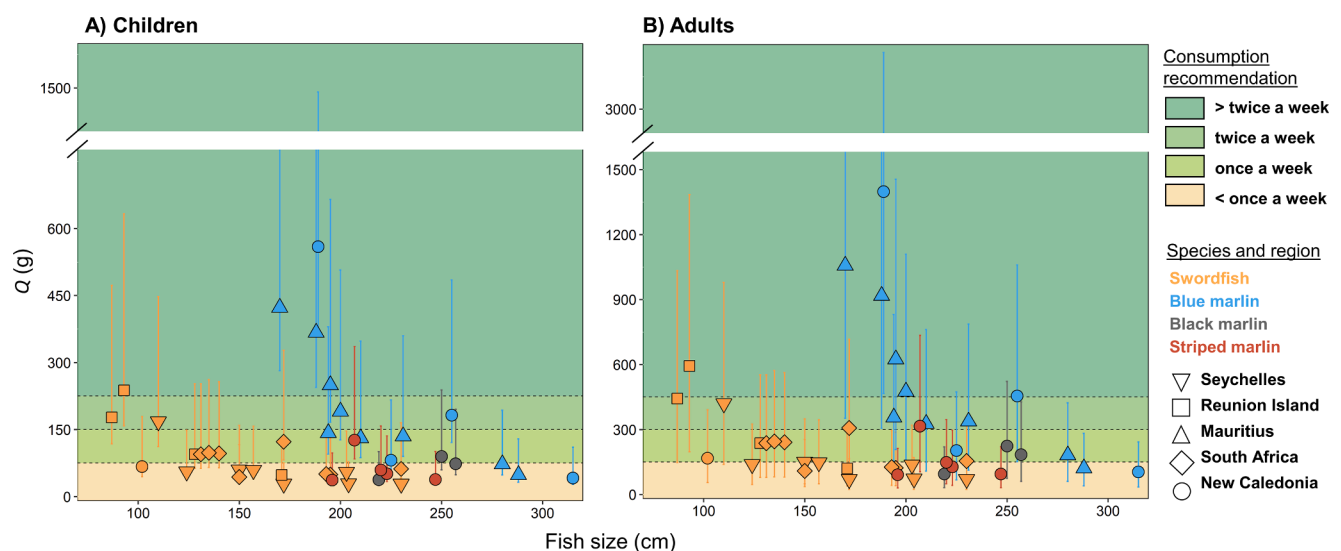 A) Children
B) Adults
1500
600
450
300
150
0
Q (g)
100
150
200
250
300
3000
1500
1200
900
600
300
0
100
150
200
250
300
Fish size (cm)
Consumption
recommendation
> twice a week
twice a week
once a week
< once a week
Species and region
Swordfish
Blue marlin
Black marlin
Striped marlin
Seychelles
Reunion Island
Mauritius
South Africa
New Caledonia